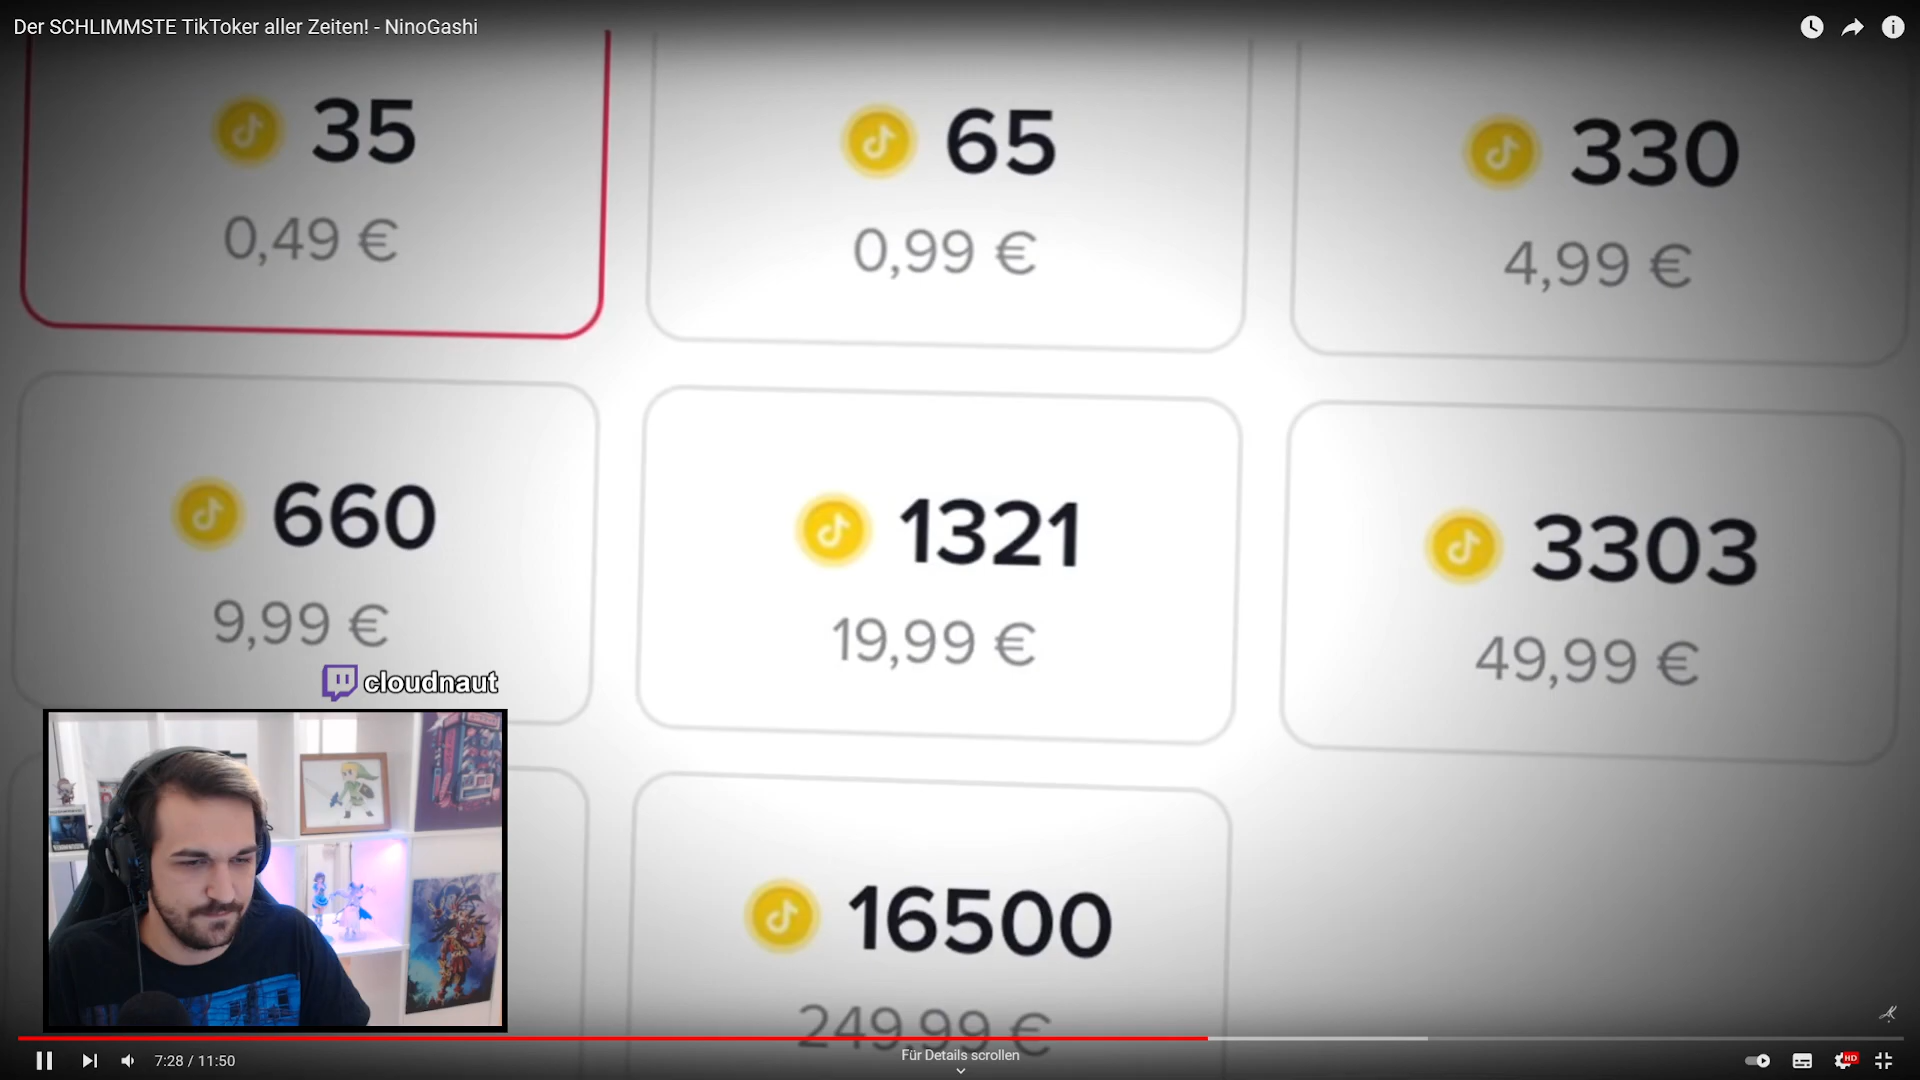 Der SCHLIMMSTE TikToker aller Zeiten! - NinoGashi
35
65
330
0,49 €
0,99 €
4,99 €
660
1321
3303
9,99 €
19,99 €
49,99 €
cloudnaut
16500
249,99 €
7:28 / 11:50
Für Details scrollen
HD